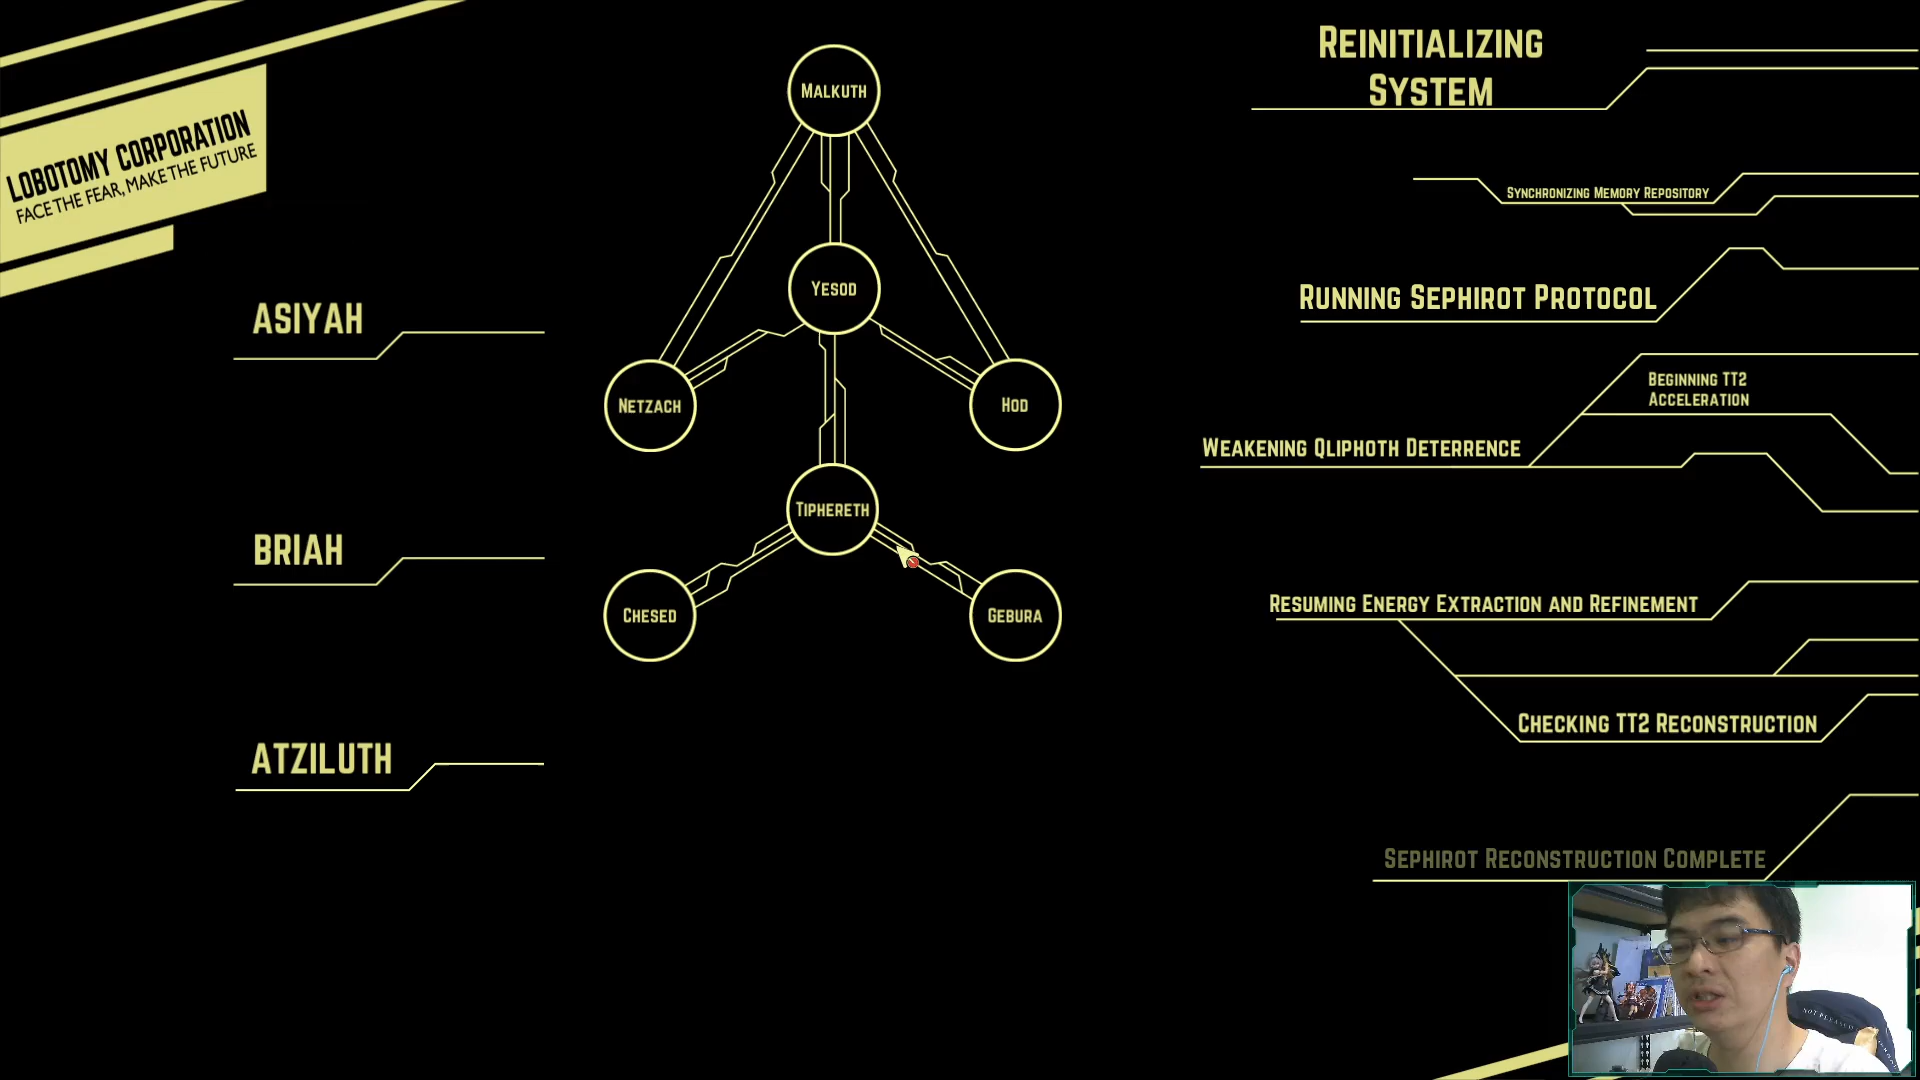 LOBOTOMY CORPORATION
FACE THE FEAR, MAKE THE FUTURE
ASIYAH
BRIAH
ATZILUTH
MALKUTH
YESOD
NETZACH
HOD
TIPHERETH
CHESED
GEBURA
REINITIALIZING
SYSTEM
SYNCHRONIZING MEMORY REPOSITORY
RUNNING SEPHIROT PROTOCOL
BEGINNING TT2
ACCELERATION
WEAKENING QLIPHOTH DETERRENCE
RESUMING ENERGY EXTRACTION AND REFINEMENT
CHECKING TT2 RECONSTRUCTION
SEPHIROT RECONSTRUCTION COMPLETE